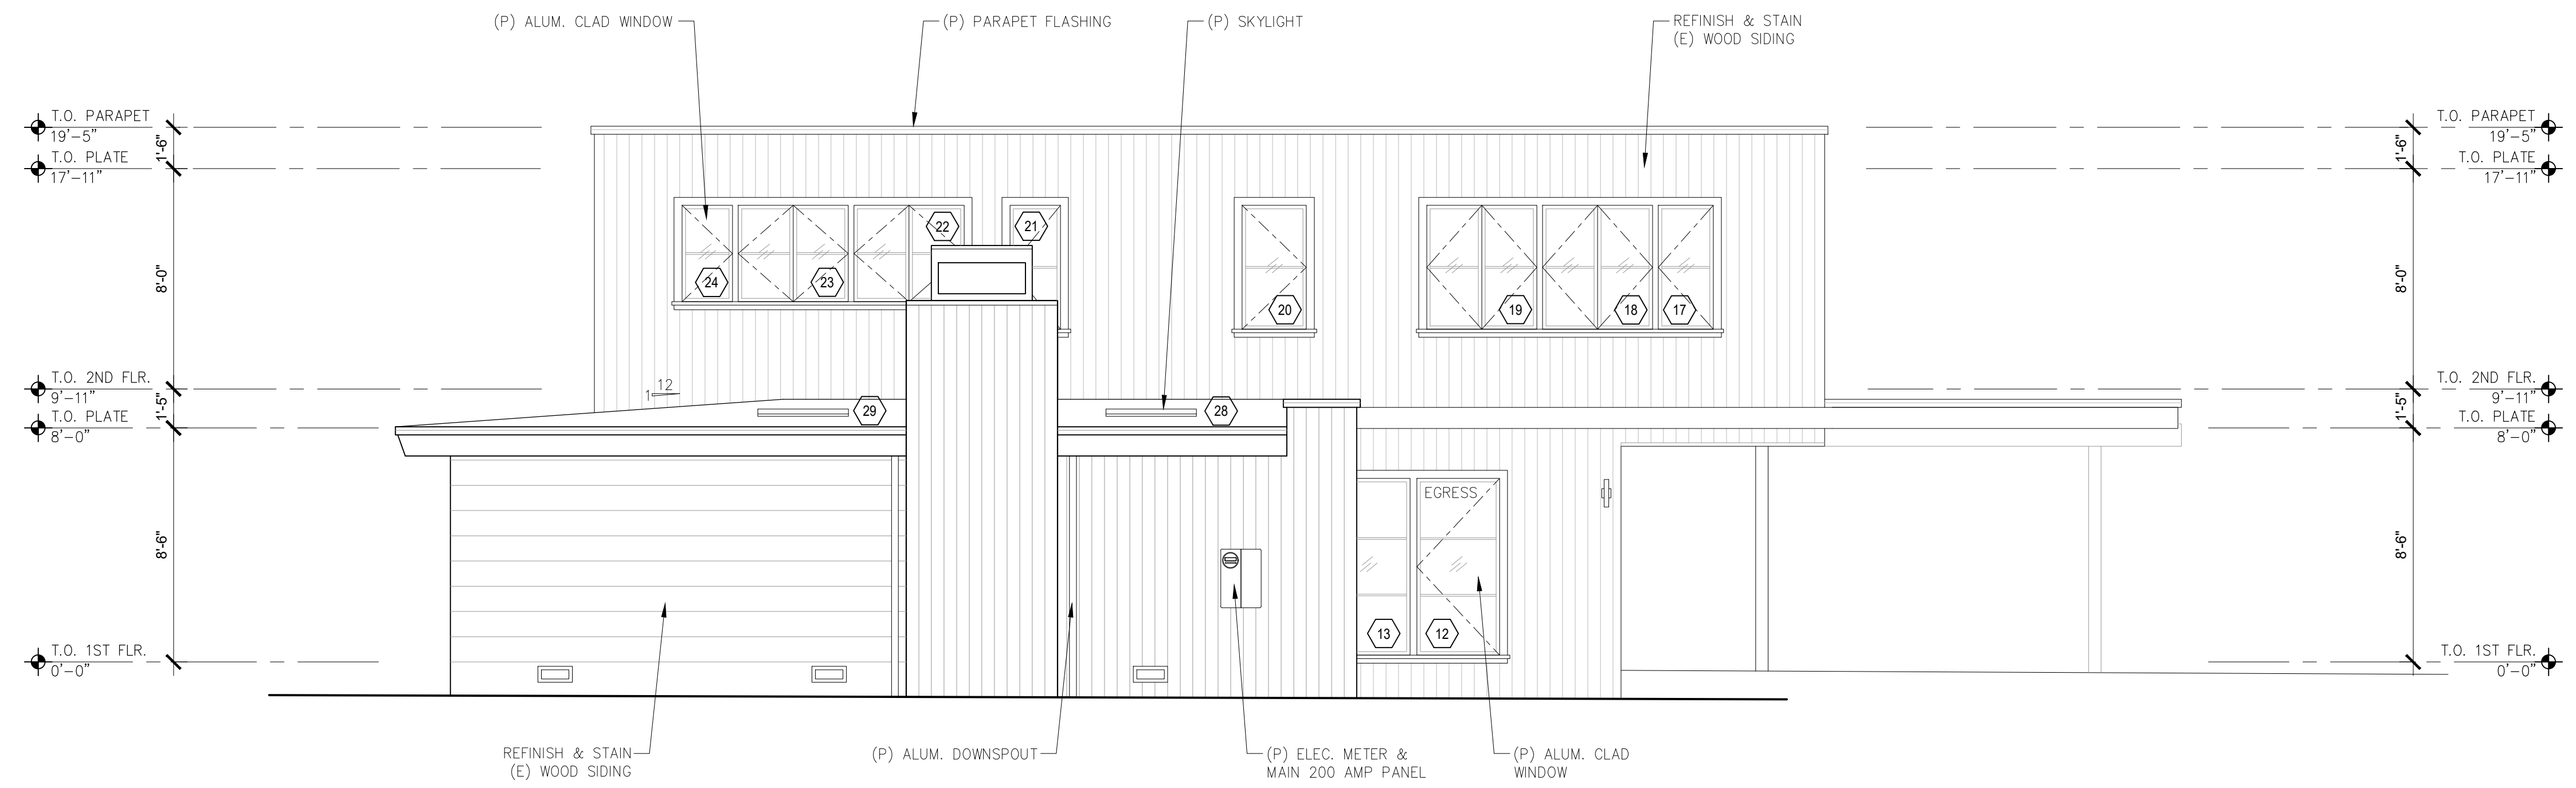 (P) ALUM. CLAD WINDOW
(P) PARAPET FLASHING
(P) SKYLIGHT
REFINISH & STAIN
(E) WOOD SIDING
T.O. PARAPET
19'-5"
1'-6"
T.O. PLATE
17'-11"
8'-0"
T.O. 2ND FLR.
9'-11"
1'-5"
T.O. PLATE
8'-0"
8'-6"
T.O. 1ST FLR.
0'-0"
T.O. PARAPET
19'-5"
1'-6"
T.O. PLATE
17'-11"
8'-0"
T.O. 2ND FLR.
9'-11"
1'-5"
T.O. PLATE
8'-0"
8'-6"
T.O. 1ST FLR.
0'-0"
22
21
24
23
20
19
18
17
12
1
29
28
EGRESS
13
12
REFINISH & STAIN
(E) WOOD SIDING
(P) ALUM. DOWNSPOUT
(P) ELEC. METER &
MAIN 200 AMP PANEL
(P) ALUM. CLAD
WINDOW